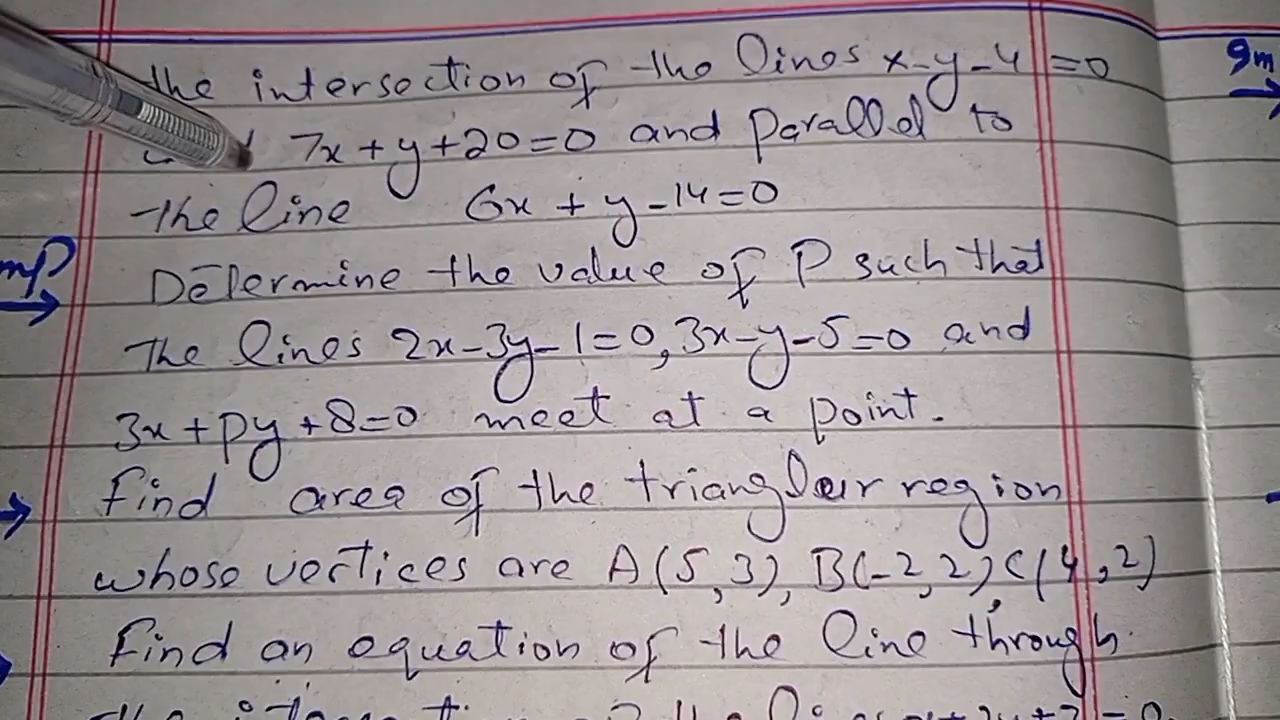 the intersection of the lines x-y-4=0
7x+y+20=0 and parallel to
the line 6x+y-14=0
Determine the value of P such that
The lines 2x-3y-1=0, 3x-y-5=0 and
3x+py+8=0 meet at a point.
find area of the triangular region
whose vertices are A(5,3), B(-2,2), C(4,2)
find an equation of the line through
imp
9m